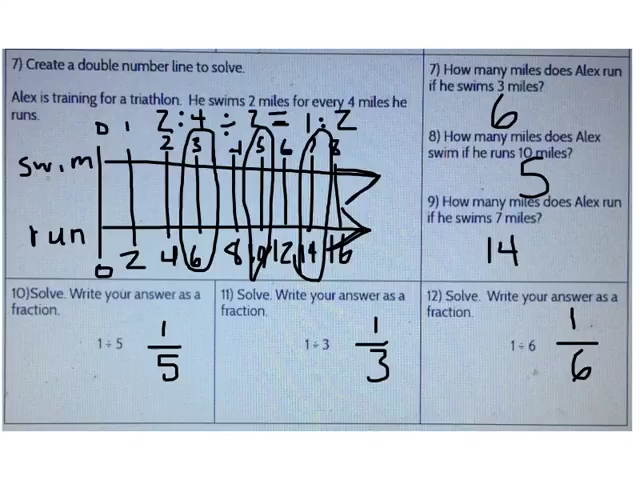 7) Create a double number line to solve.
Alex is training for a triathlon. He swims 2 miles for every 4 miles he
runs.
2:4 ÷ 2 = 1:2
0 1 2 3 4 5 6 7 8
swim
run
0 2 4 6 8 10 12 14 16
7) How many miles does Alex run
if he swims 3 miles?
6
8) How many miles does Alex
swim if he runs 10 miles?
5
9) How many miles does Alex run
if he swims 7 miles?
14
10)Solve. Write your answer as a
fraction.
1 ÷ 5
1
5
11) Solve. Write your answer as a
fraction.
1 ÷ 3
1
3
12) Solve. Write your answer as a
fraction.
1 ÷ 6
1
6